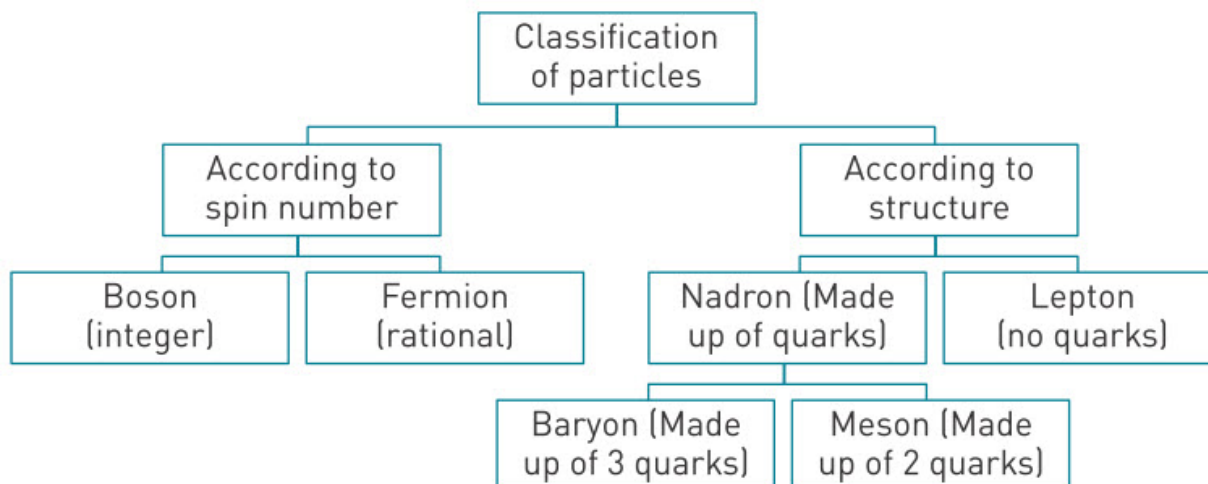 Classification
of particles
According to
spin number
According to
structure
Boson
(integer)
Fermion
(rational)
Nadron (Made
up of quarks)
Lepton
(no quarks)
Baryon (Made
up of 3 quarks)
Meson (Made
up of 2 quarks)